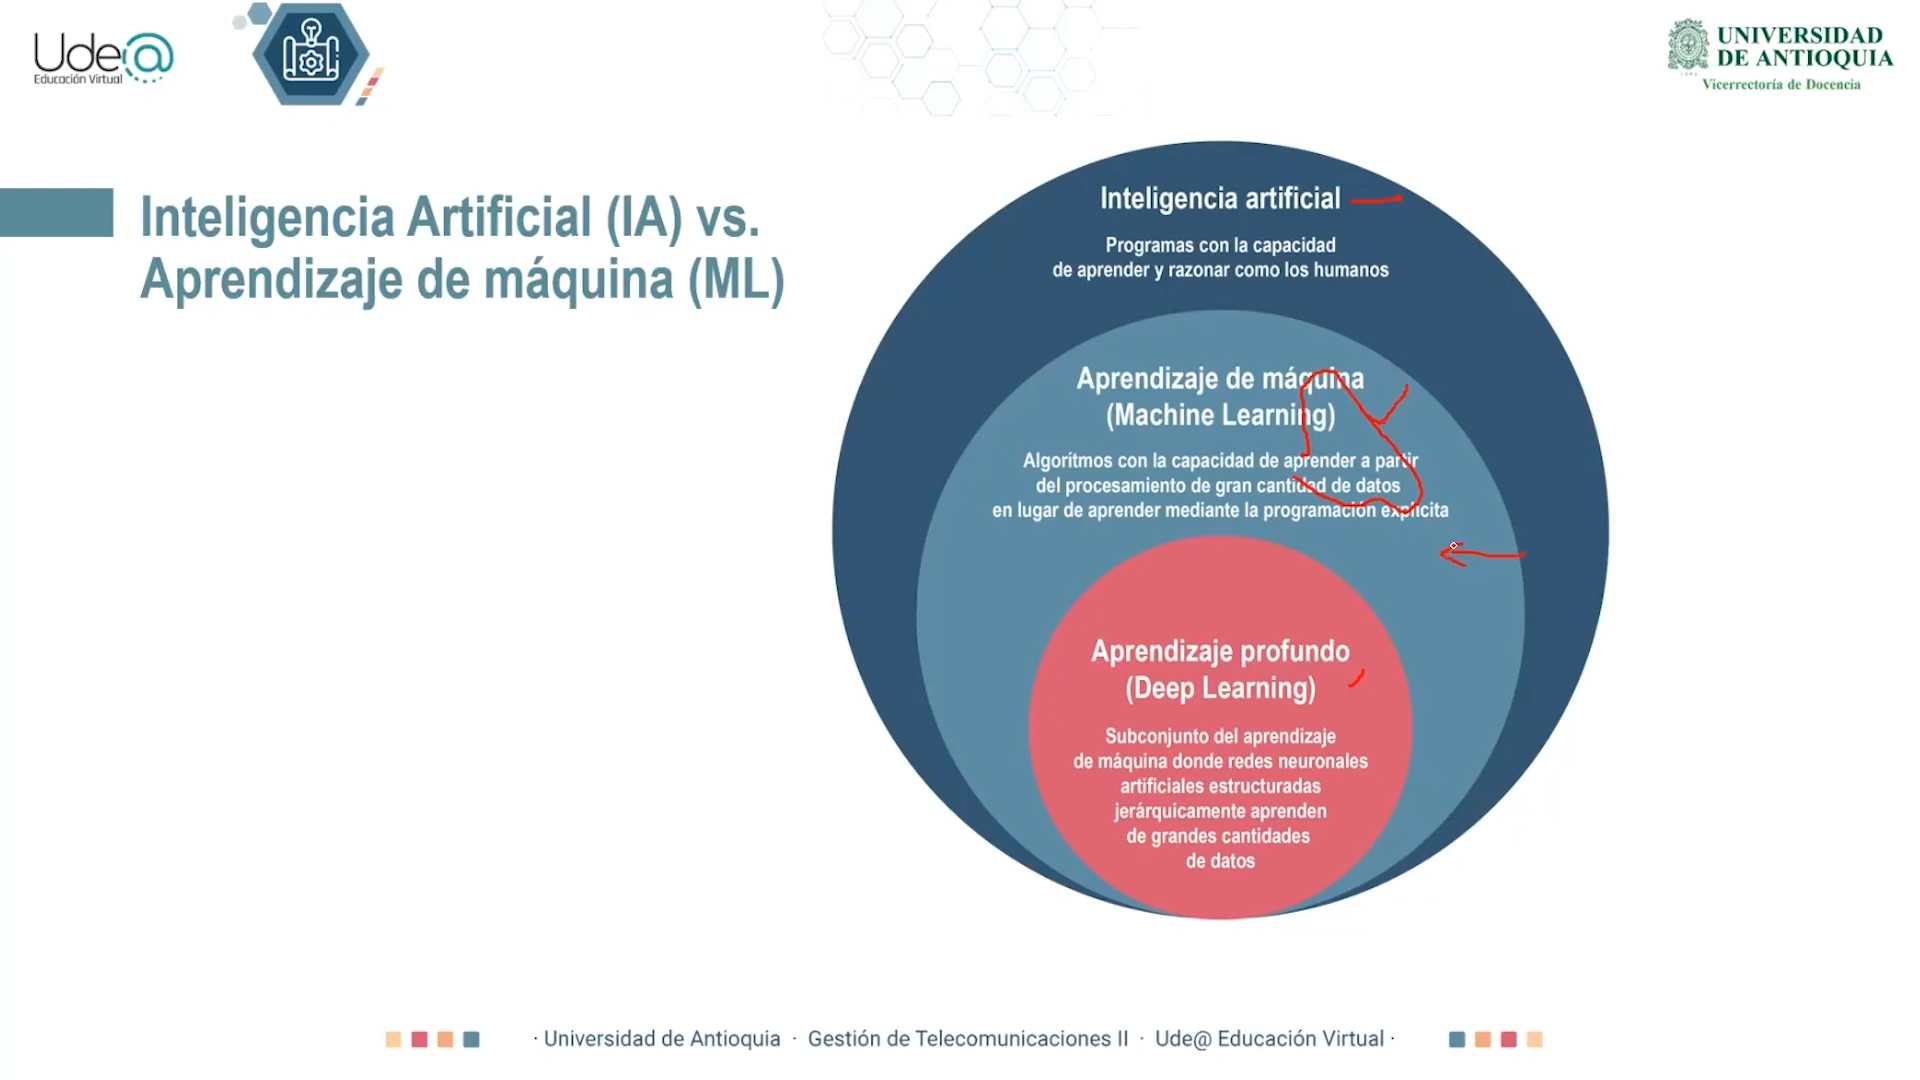 Ude@
Educación Virtual
UNIVERSIDAD
DE ANTIOQUIA
Vicerrectoría de Docencia
Inteligencia Artificial (IA) vs.
Aprendizaje de máquina (ML)
Inteligencia artificial
Programas con la capacidad
de aprender y razonar como los humanos
Aprendizaje de máquina
(Machine Learning)
Algorítmos con la capacidad de aprender a partir
del procesamiento de gran cantidad de datos
en lugar de aprender mediante la programación explícita
Aprendizaje profundo
(Deep Learning)
Subconjunto del aprendizaje
de máquina donde redes neuronales
artificiales estructuradas
jerárquicamente aprenden
de grandes cantidades
de datos
· Universidad de Antioquia · Gestión de Telecomunicaciones II · Ude@ Educación Virtual ·